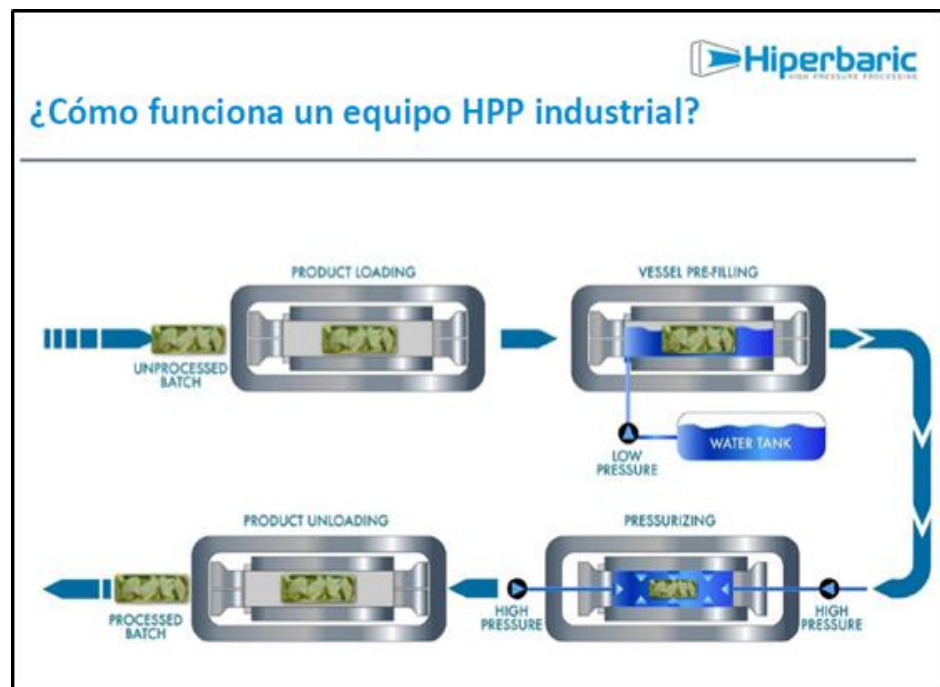 Hiperbaric
HIGH PRESSURE PROCESSING
¿Cómo funciona un equipo HPP industrial?
PRODUCT LOADING
VESSEL PRE-FILLING
UNPROCESSED
BATCH
WATER TANK
LOW
PRESSURE
PRODUCT UNLOADING
PRESSURIZING
PROCESSED
BATCH
HIGH
PRESSURE
HIGH
PRESSURE